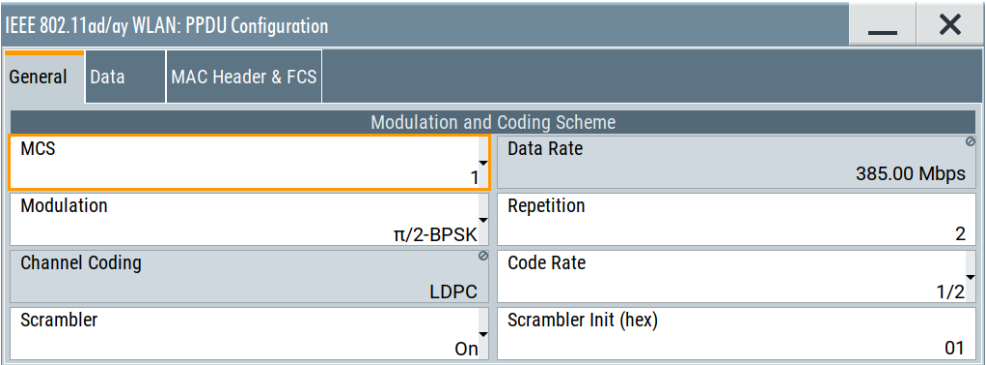 IEEE 802.11ad/ay WLAN: PPDU Configuration
General Data MAC Header & FCS
Modulation and Coding Scheme
MCS Data Rate
1 385.00 Mbps
Modulation Repetition
π/2-BPSK 2
Channel Coding Code Rate
LDPC 1/2
Scrambler Scrambler Init (hex)
On 01